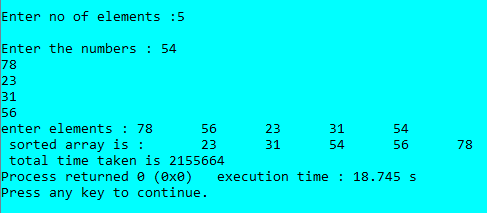 Enter no of elements :5
Enter the numbers : 54
78
23
31
56
enter elements : 78 56 23 31 54
sorted array is : 23 31 54 56 78
total time taken is 2155664
Process returned 0 (0x0) execution time : 18.745 s
Press any key to continue.